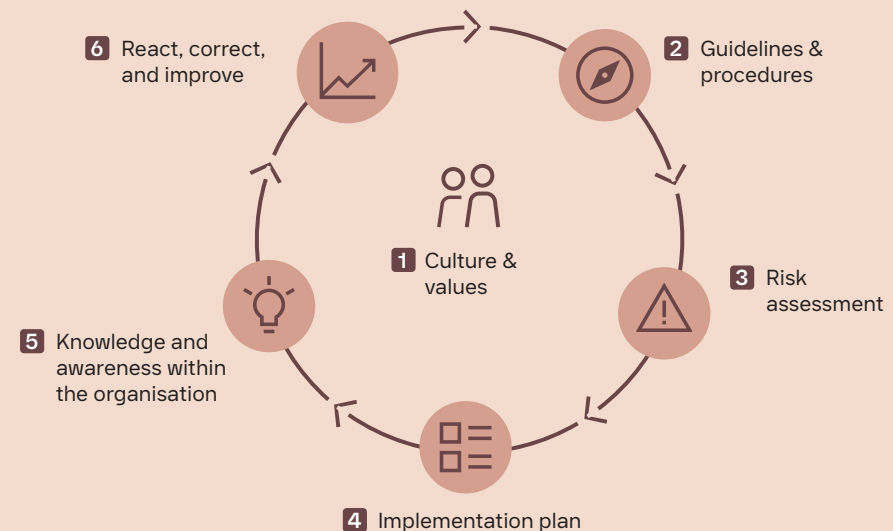 1 Culture &
values
2 Guidelines &
procedures
3 Risk
assessment
4 Implementation plan
5 Knowledge and
awareness within
the organisation
6 React, correct,
and improve